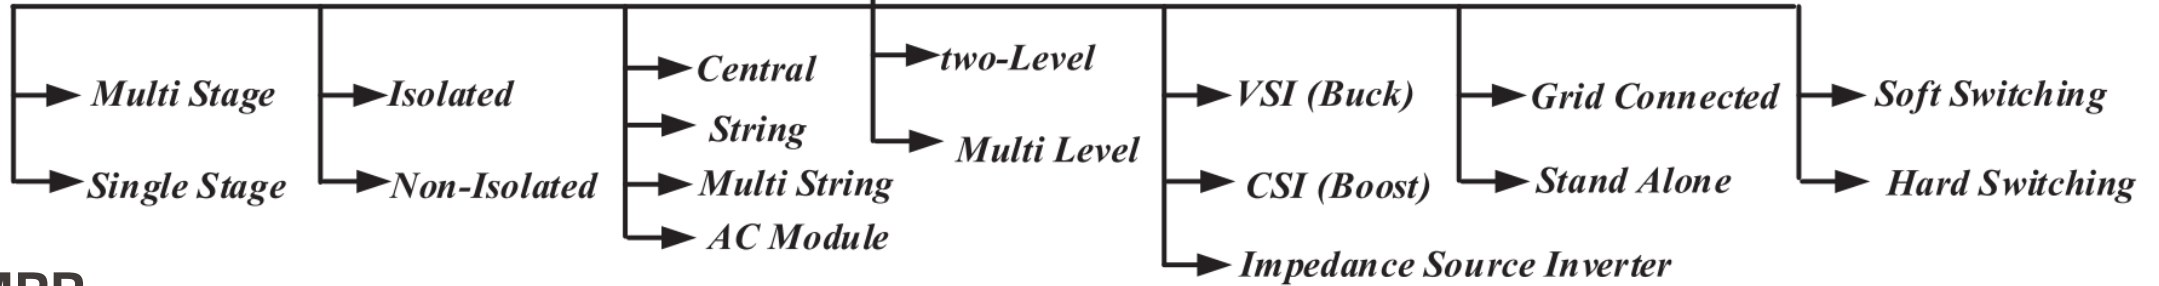 Multi Stage
Single Stage
Isolated
Non-Isolated
Central
String
Multi String
AC Module
two-Level
Multi Level
VSI (Buck)
CSI (Boost)
Impedance Source Inverter
Grid Connected
Stand Alone
Soft Switching
Hard Switching